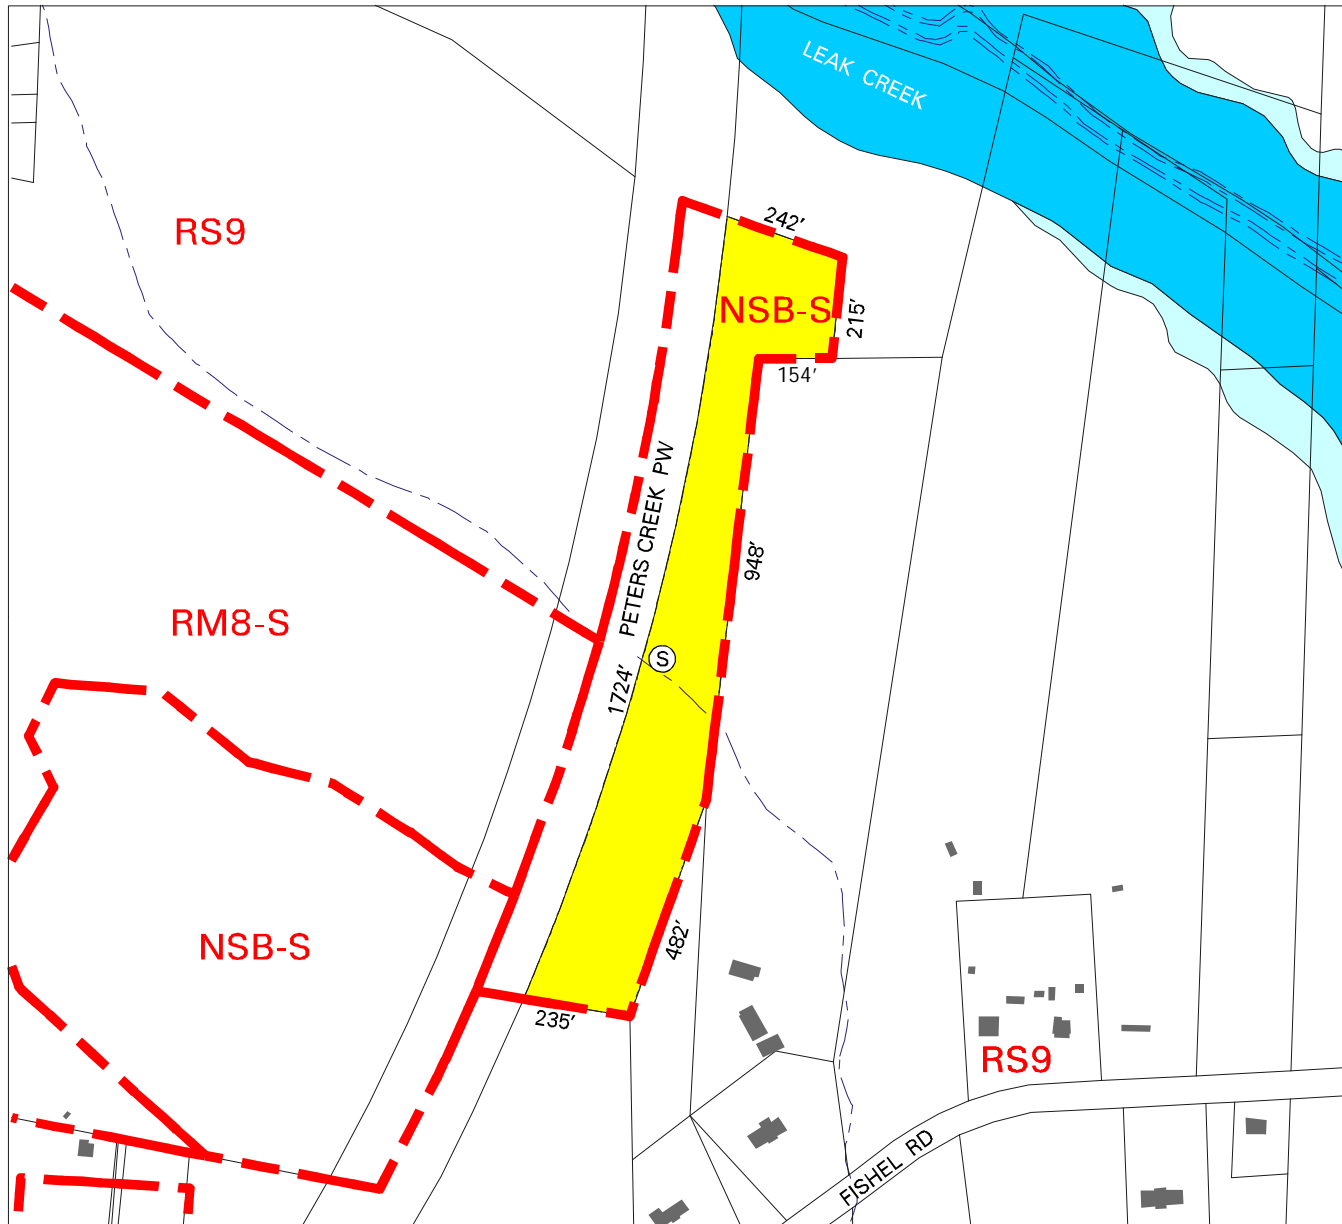 LEAK CREEK
RS9
242'
NSB-S
215'
154'
PETERS CREEK PW
948'
RM8-S
S
1724'
NSB-S
482'
235'
RS9
FISHEL RD